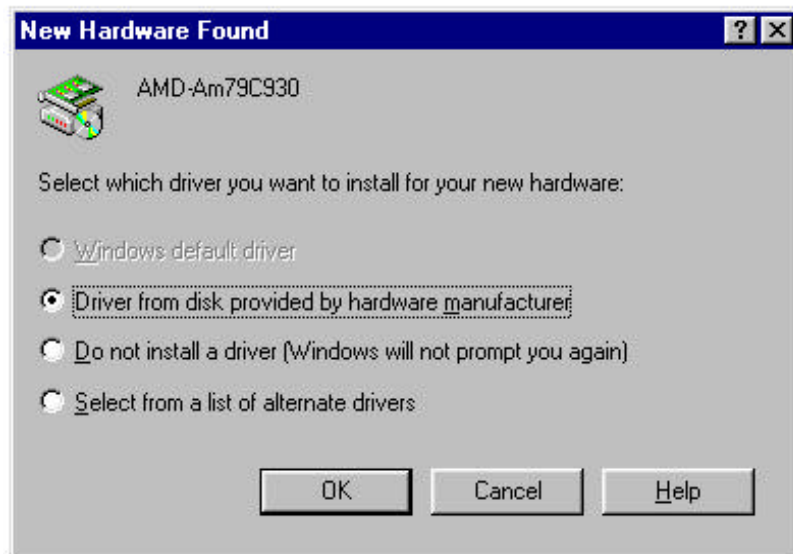 New Hardware Found
AMD-Am79C930
Select which driver you want to install for your new hardware:
Windows default driver
Driver from disk provided by hardware manufacturer
Do not install a driver (Windows will not prompt you again)
Select from a list of alternate drivers
OK Cancel Help